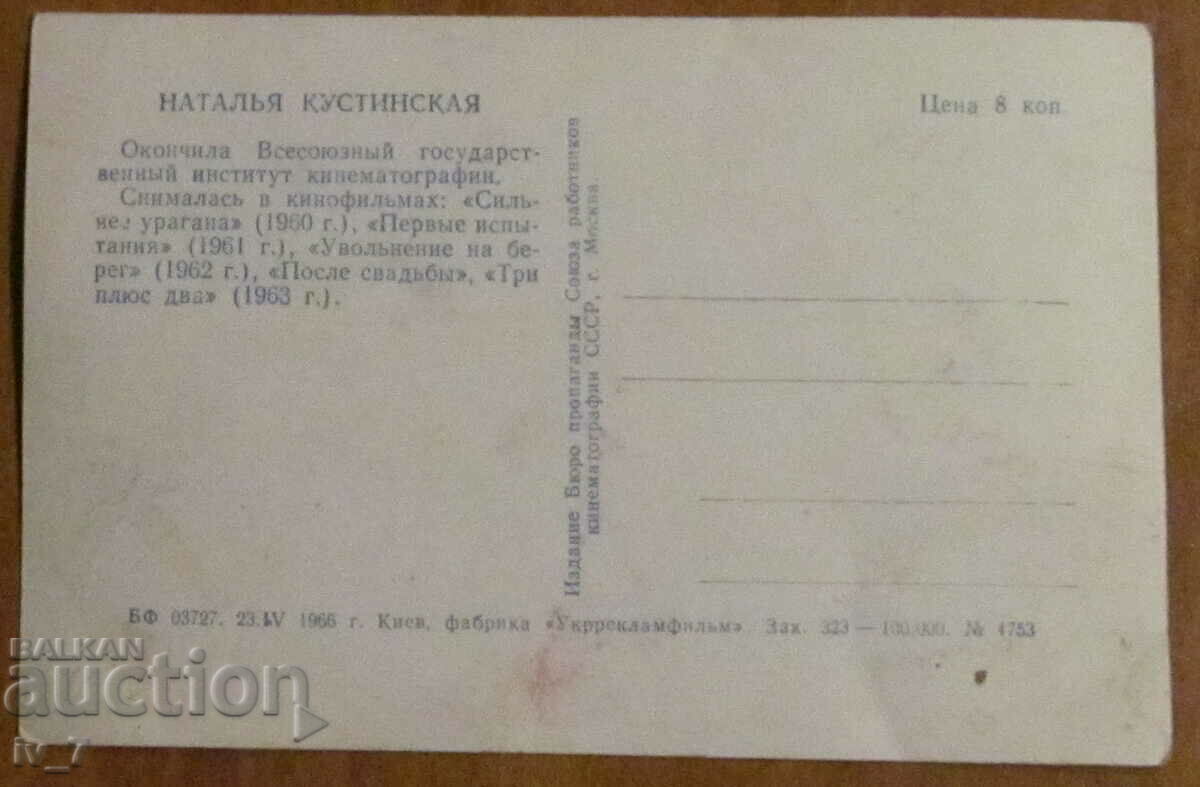 НАТАЛЬЯ КУСТИНСКАЯ
Окончила Всесоюзный государст-
венный институт кинематографии.
Снималась в кинофильмах: «Силь-
нее урагана» (1960 г.), «Первые испы-
тания» (1961 г.), «Увольнение на бе-
рег» (1962 г.), «После свадьбы», «Три
плюс два» (1963 г.).
Издание Бюро пропаганды Союза работников
кинематографии СССР, г. Москва.
Цена 8 коп.
БФ 03727. 23.IV 1966 г. Киев, фабрика «Укррекламфильм». Зак. 323 — 100.000. № 4753
BALKAN
auction
iv_7